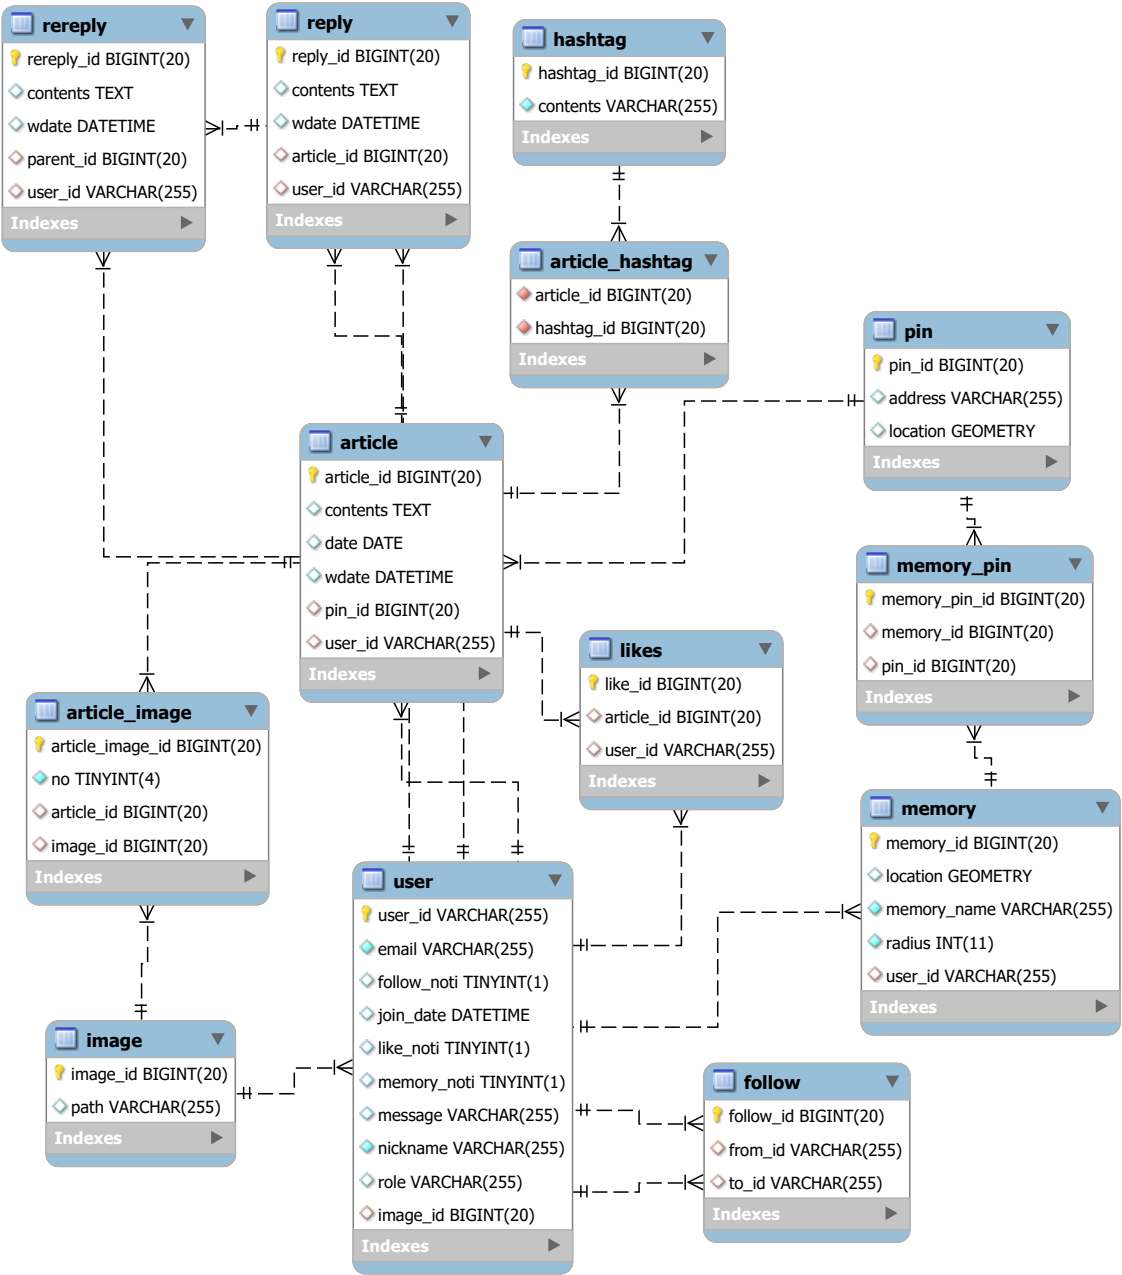 rereply
rereply_id BIGINT(20)
contents TEXT
wdate DATETIME
parent_id BIGINT(20)
user_id VARCHAR(255)
Indexes
reply
reply_id BIGINT(20)
contents TEXT
wdate DATETIME
article_id BIGINT(20)
user_id VARCHAR(255)
Indexes
hashtag
hashtag_id BIGINT(20)
contents VARCHAR(255)
Indexes
article_hashtag
article_id BIGINT(20)
hashtag_id BIGINT(20)
Indexes
pin
pin_id BIGINT(20)
address VARCHAR(255)
location GEOMETRY
Indexes
article
article_id BIGINT(20)
contents TEXT
date DATE
wdate DATETIME
pin_id BIGINT(20)
user_id VARCHAR(255)
Indexes
memory_pin
memory_pin_id BIGINT(20)
memory_id BIGINT(20)
pin_id BIGINT(20)
Indexes
likes
like_id BIGINT(20)
article_id BIGINT(20)
user_id VARCHAR(255)
Indexes
article_image
article_image_id BIGINT(20)
no TINYINT(4)
article_id BIGINT(20)
image_id BIGINT(20)
Indexes
memory
memory_id BIGINT(20)
location GEOMETRY
memory_name VARCHAR(255)
radius INT(11)
user_id VARCHAR(255)
Indexes
user
user_id VARCHAR(255)
email VARCHAR(255)
follow_noti TINYINT(1)
join_date DATETIME
like_noti TINYINT(1)
memory_noti TINYINT(1)
message VARCHAR(255)
nickname VARCHAR(255)
role VARCHAR(255)
image_id BIGINT(20)
Indexes
image
image_id BIGINT(20)
path VARCHAR(255)
Indexes
follow
follow_id BIGINT(20)
from_id VARCHAR(255)
to_id VARCHAR(255)
Indexes